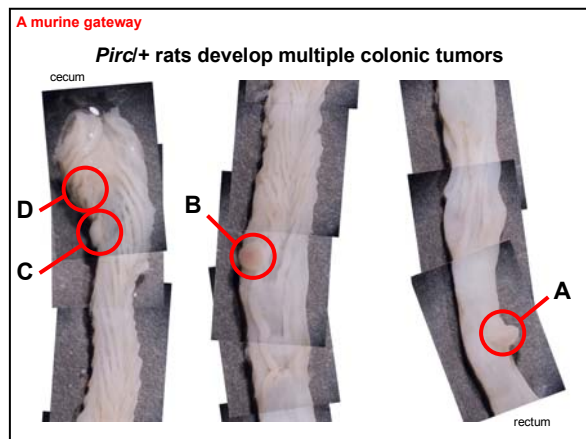 A murine gateway
Pirc/+ rats develop multiple colonic tumors
cecum
D
C
B
A
rectum